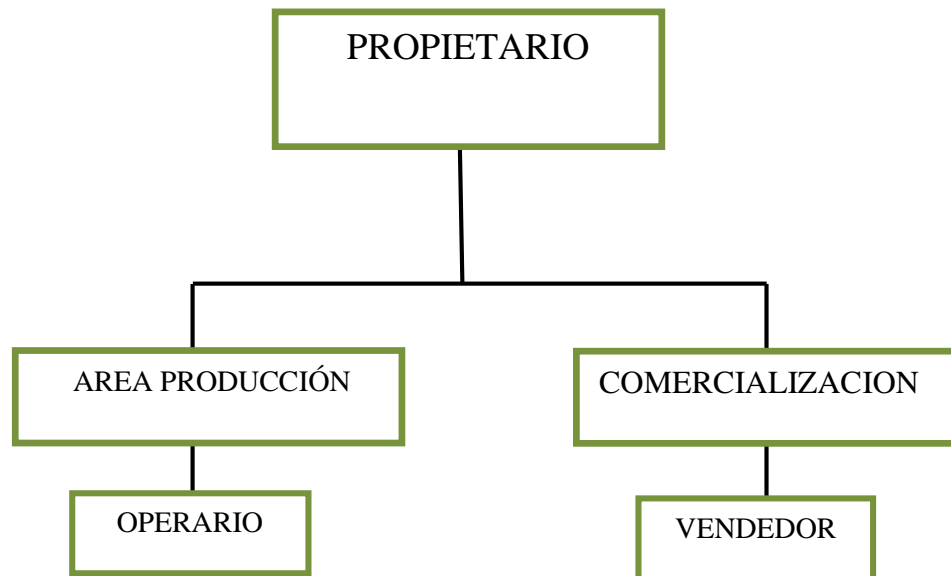 PROPIETARIO
AREA PRODUCCIÓN
COMERCIALIZACION
OPERARIO
VENDEDOR